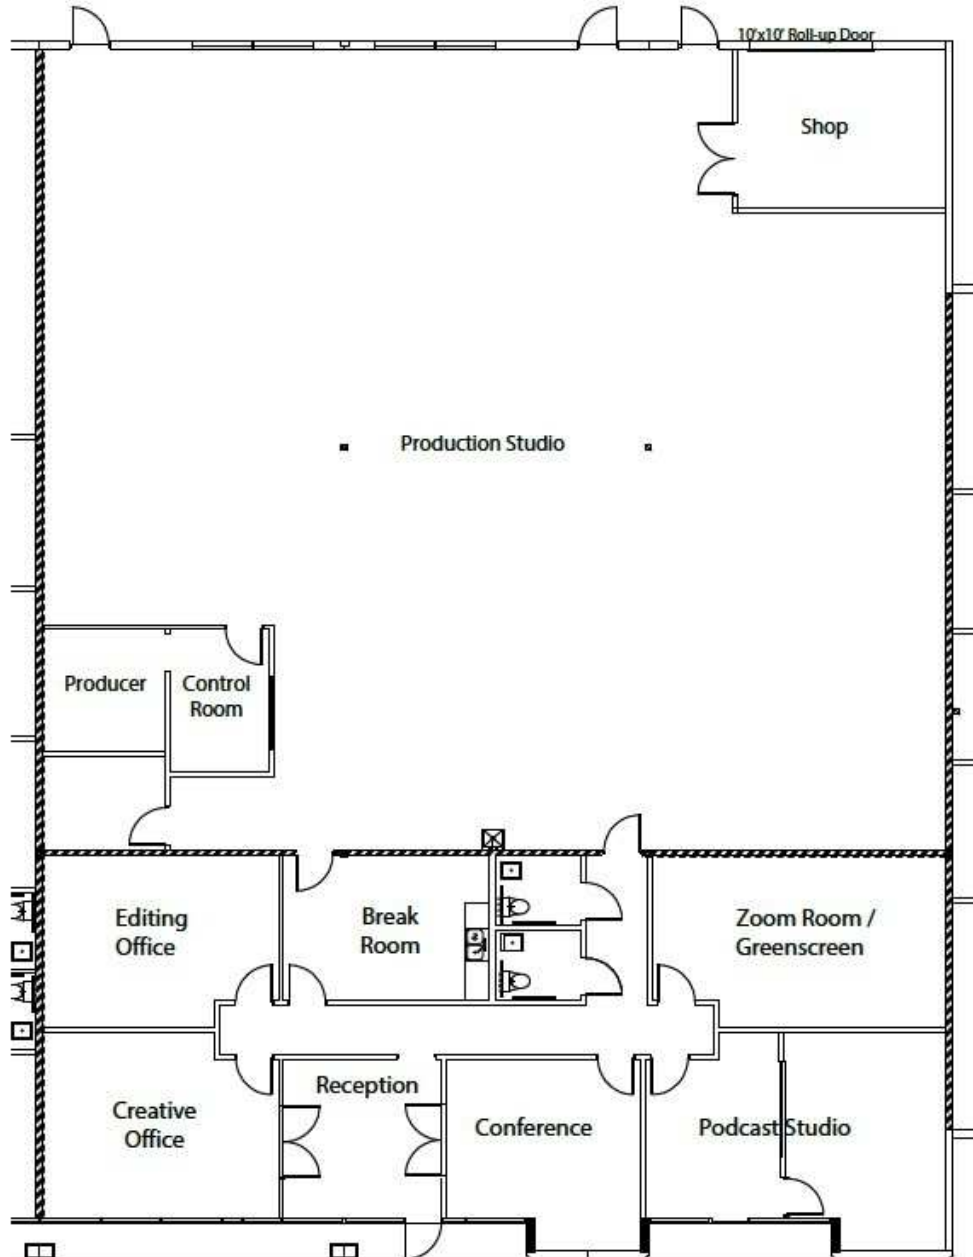 10'x10' Roll-up Door
Shop
Production Studio
Producer
Control
Room
Editing
Office
Break
Room
Zoom Room /
Greenscreen
Reception
Creative
Office
Conference
Podcast Studio